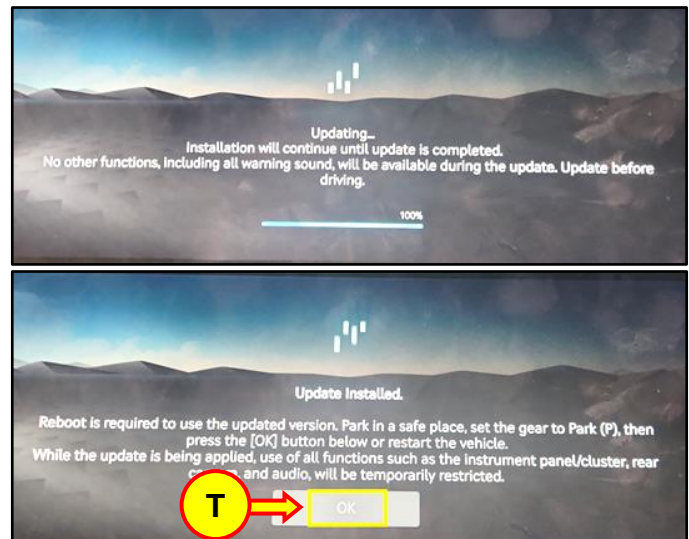 Updating...
Installation will continue until update is completed.
No other functions, including all warning sound, will be available during the update. Update before
driving.
100%
Update Installed.
Reboot is required to use the updated version. Park in a safe place, set the gear to Park (P), then
press the [OK] button below or restart the vehicle.
While the update is being applied, use of all functions such as the instrument panel/cluster, rear
and audio, will be temporarily restricted.
T
OK